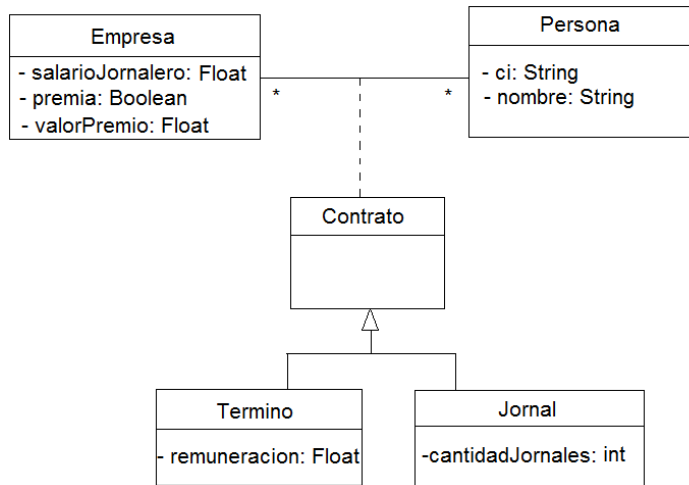 Empresa
- salarioJornalero: Float
- premia: Boolean
- valorPremio: Float
Persona
- ci: String
- nombre: String
*
*
Contrato
Termino
- remuneracion: Float
Jornal
-cantidadJornales: int